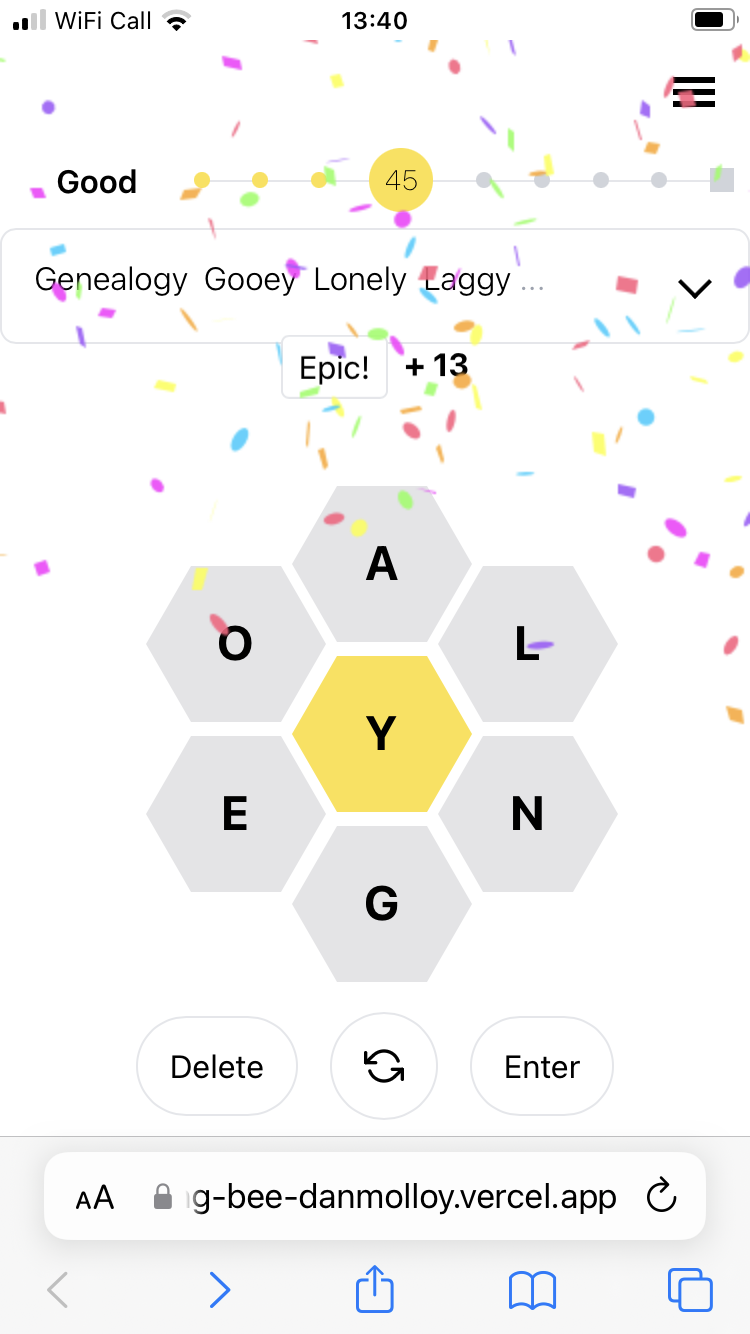 WiFi Call 13:40
Good 45
Genealogy Gooey Lonely Laggy ...
Epic! + 13
A
O L
Y
E N
G
Delete Enter
AA g-bee-danmolloy.vercel.app